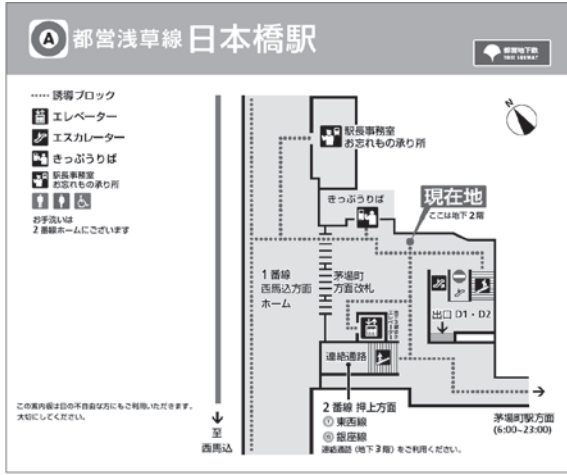 A 都営浅草線 日本橋駅
都営地下鉄
TOEI SUBWAY
誘導ブロック
エレベーター
エスカレーター
きっぷうりば
駅長事務室
お忘れもの承り所
お手洗いは
2番線ホームにございます
この案内板は目の不自由な方にもご利用いただきます。
大切にしてください。
N
駅長事務室
お忘れもの承り所
きっぷうりば
現在地
ここは地下2階
1番線
西馬込方面
ホーム
茅場町
方面改札
出口 D1・D2
連絡通路
2番線 押上方面
T 東西線
G 銀座線
連絡通路(地下3階)をご利用ください。
茅場町駅方面
(6:00~23:00)
至
西馬込